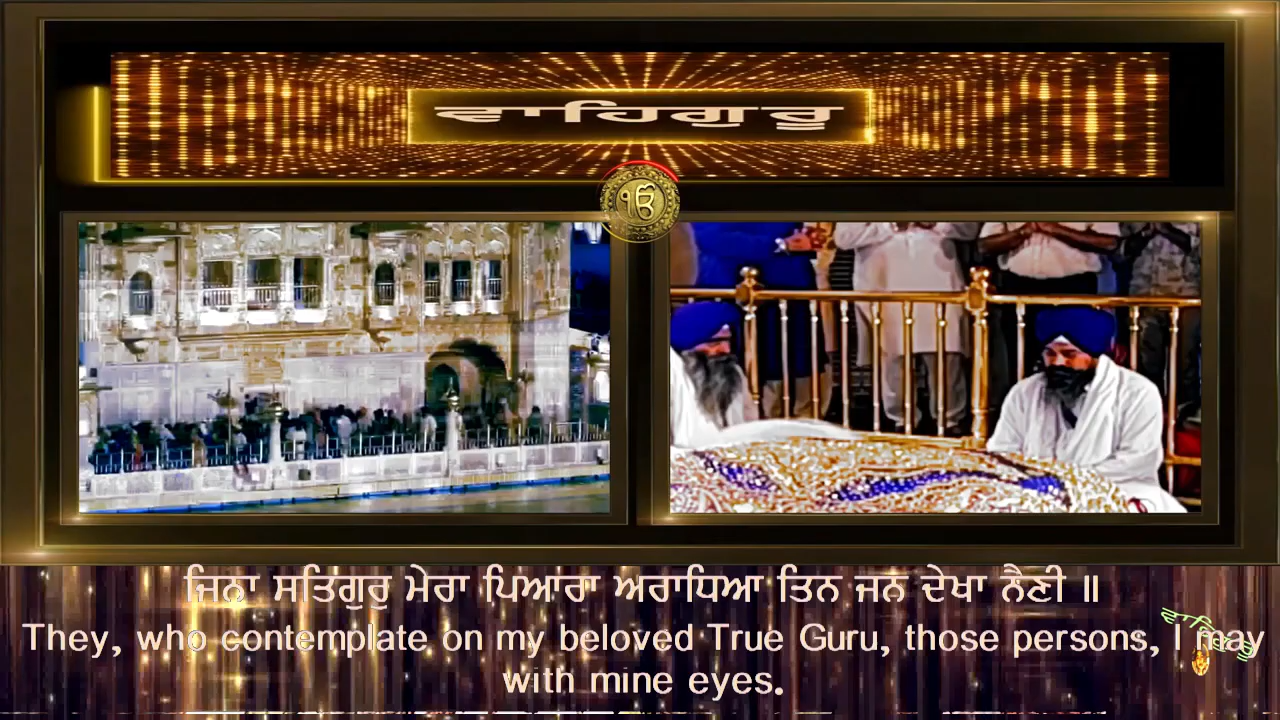 ਵਾਹਿਗੁਰੂ
ੴ
ਜਿਨਾ ਸਤਿਗੁਰੁ ਮੇਰਾ ਪਿਆਰਾ ਅਰਾਧਿਆ ਤਿਨ ਜਨ ਦੇਖਾ ਨੈਣੀ ॥
They, who contemplate on my beloved True Guru, those persons, I may
with mine eyes.
ਵਾਹਿਗੁਰੂ